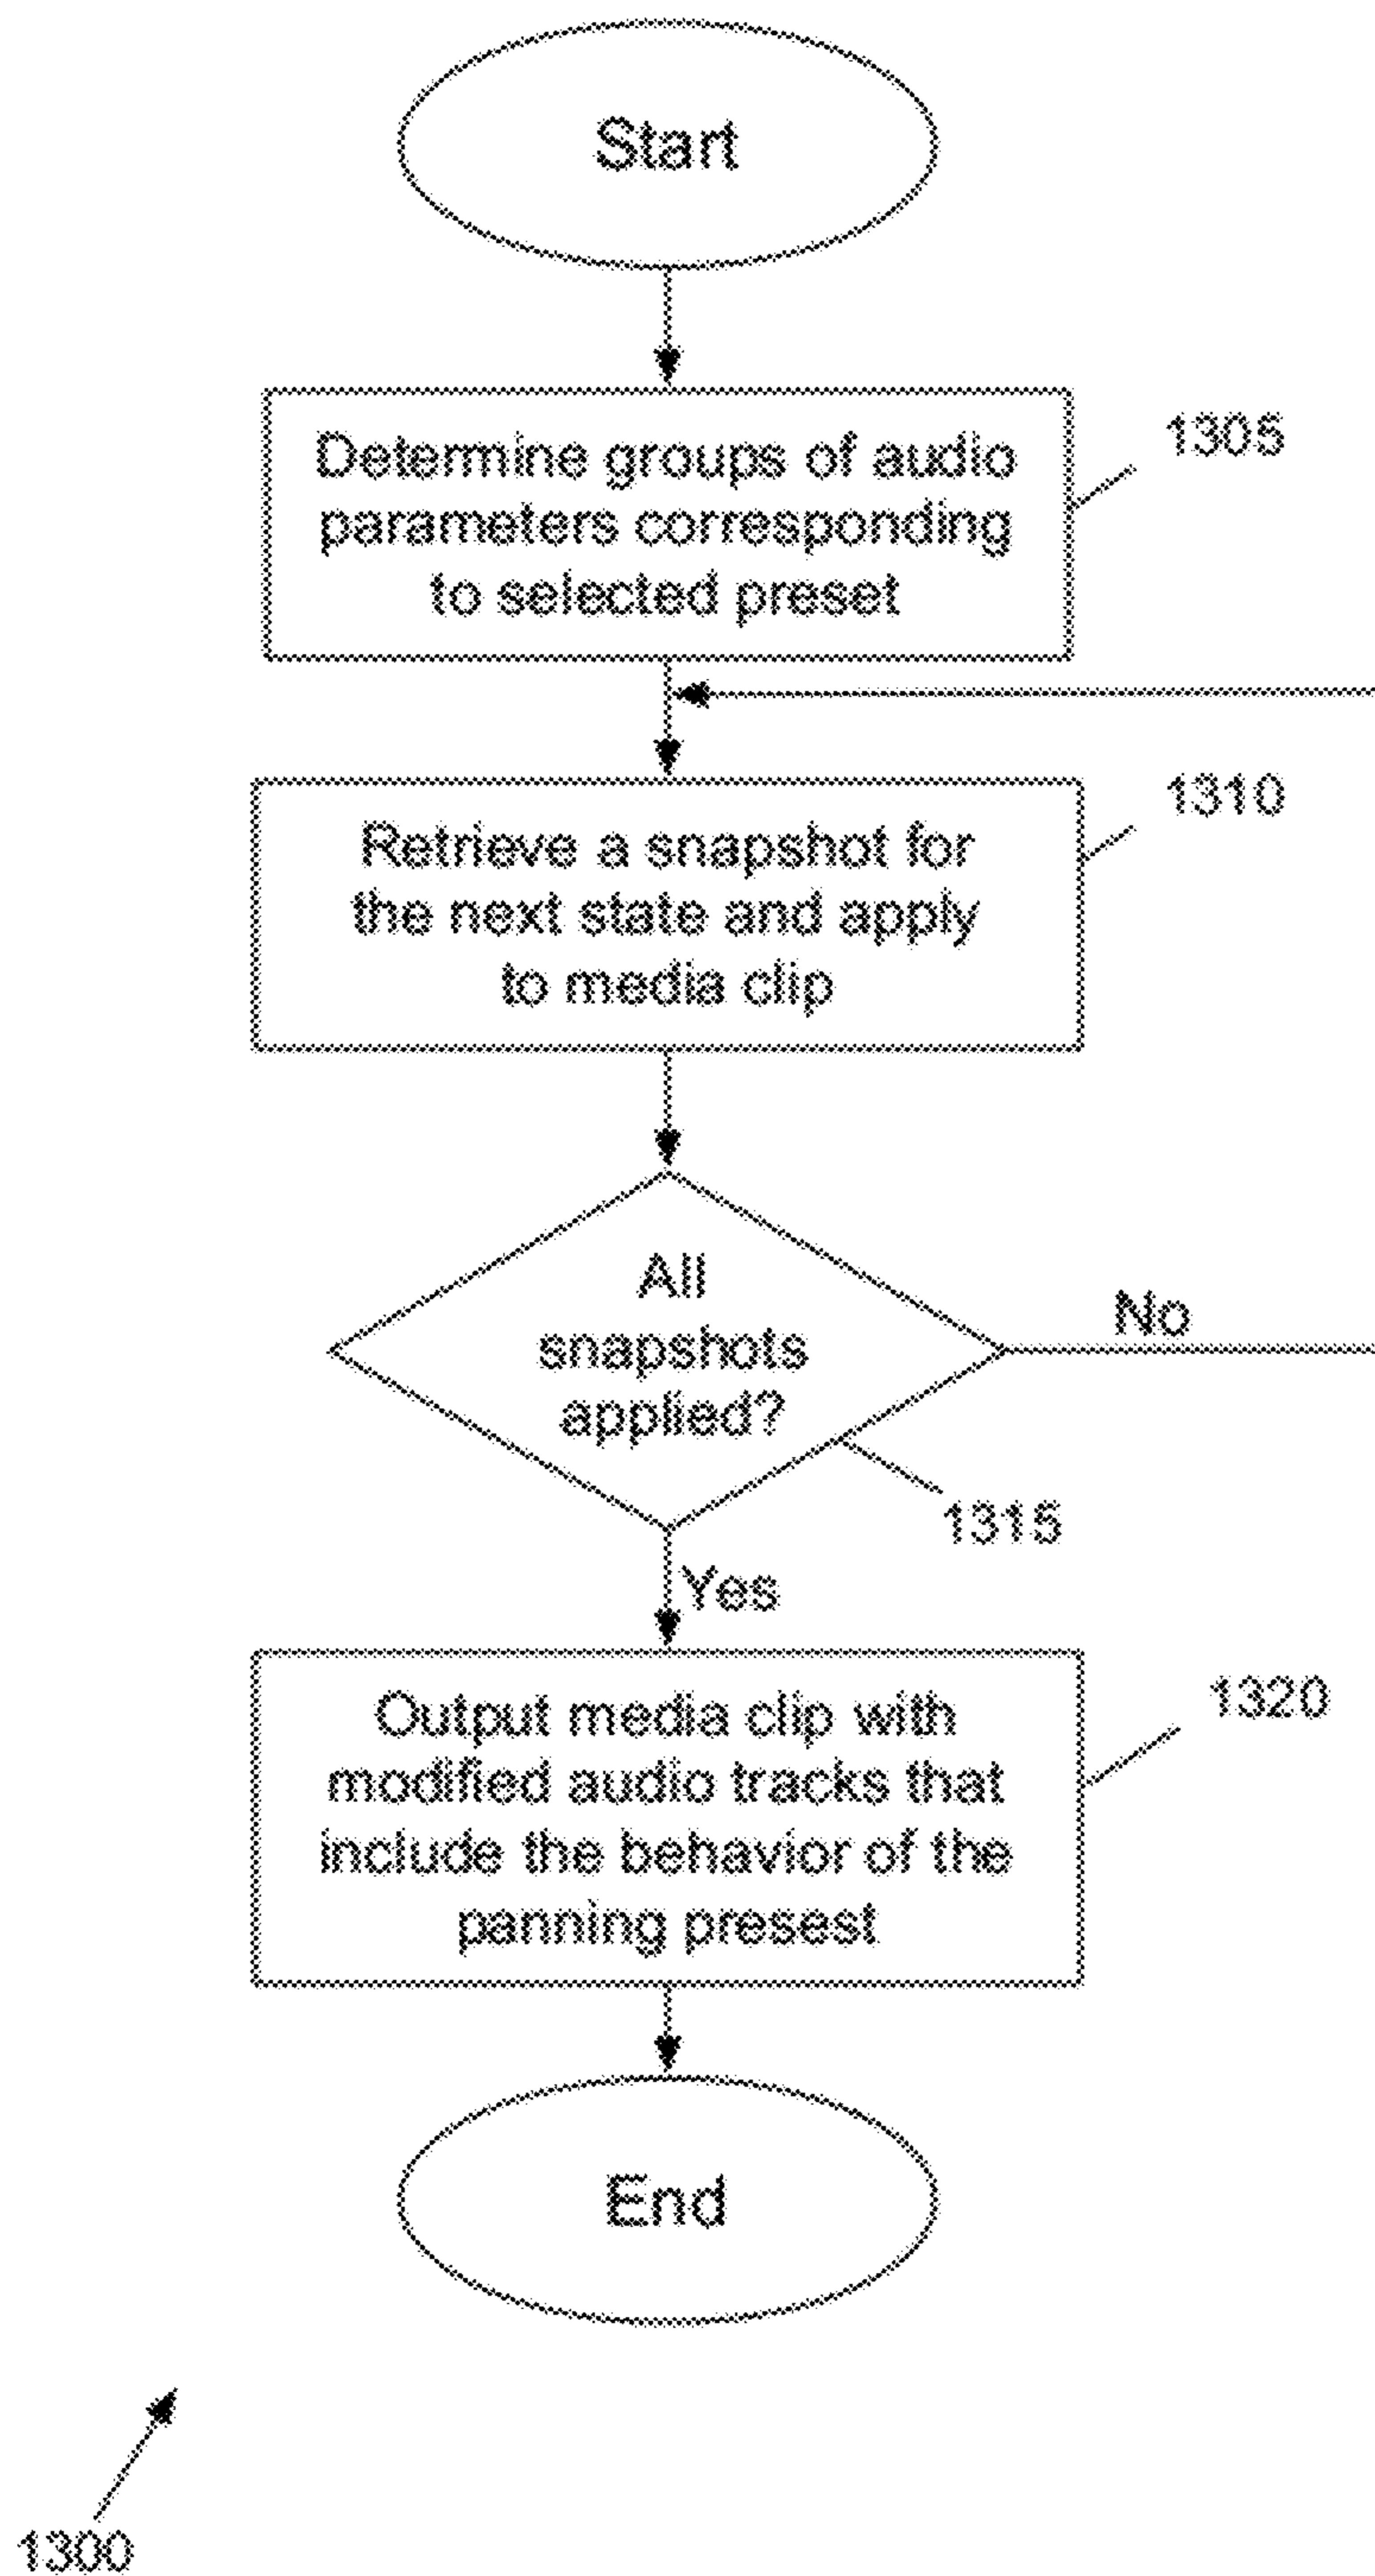 Start
Determine groups of audio
parameters corresponding
to selected preset
1305
Retrieve a snapshot for
the next state and apply
to media clip
1310
All
snapshots
applied?
No
1315
Yes
Output media clip with
modified audio tracks that
include the behavior of the
panning presest
1320
End
1300